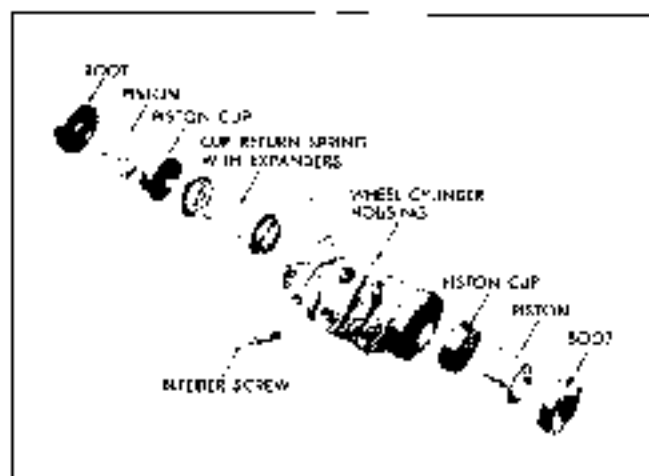 BOOT
PISTON
PISTON CUP
CUP RETURN SPRING
WITH EXPANDERS
WHEEL CYLINDER
HOUSING
PISTON CUP
PISTON
BOOT
BLEEDER SCREW